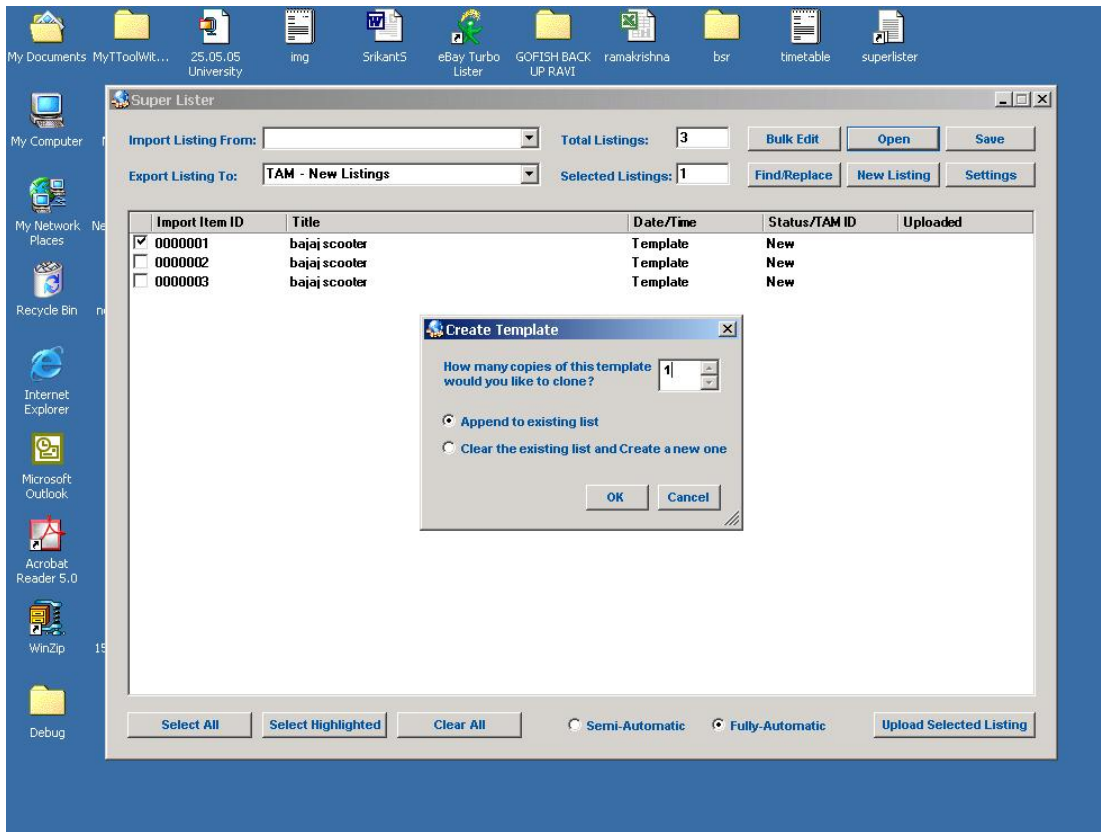 My Documents
MyTToolWit...
25.05.05
University
img
SrikantS
eBay Turbo
Lister
GOFISH BACK
UP RAVI
ramakrishna
bsr
timetable
superlister
My Computer
My Network
Places
Ne
Recycle Bin
Internet
Explorer
Microsoft
Outlook
Acrobat
Reader 5.0
WinZip
15
Debug
Super Lister
Import Listing From:
Total Listings: 3
Bulk Edit
Open
Save
Export Listing To: TAM - New Listings
Selected Listings: 1
Find/Replace
New Listing
Settings
Import Item ID Title Date/Time Status/TAM ID Uploaded
0000001 bajaj scooter Template New
0000002 bajaj scooter Template New
0000003 bajaj scooter Template New
Create Template
How many copies of this template
would you like to clone?
1
Append to existing list
Clear the existing list and Create a new one
OK
Cancel
Select All
Select Highlighted
Clear All
Semi-Automatic
Fully-Automatic
Upload Selected Listing